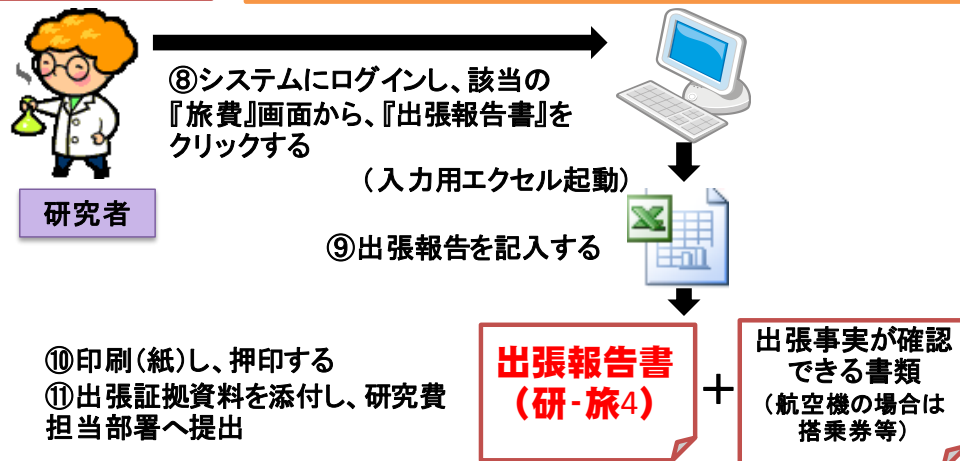 ⑧システムにログインし、該当の
『旅費』画面から、『出張報告書』を
クリックする
(入力用エクセル起動)
研究者
⑨出張報告を記入する
⑩印刷(紙)し、押印する
⑪出張証拠資料を添付し、研究費
担当部署へ提出
出張報告書
(研-旅4)
+
出張事実が確認
できる書類
(航空機の場合は
搭乗券等)